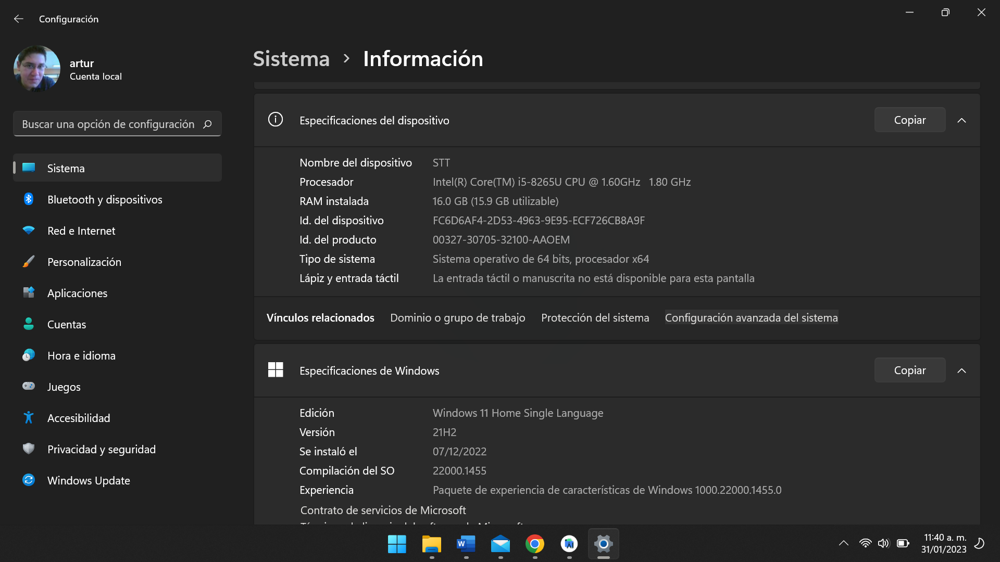 Configuración
artur
Cuenta local
Buscar una opción de configuración
Sistema
Bluetooth y dispositivos
Red e Internet
Personalización
Aplicaciones
Cuentas
Hora e idioma
Juegos
Accesibilidad
Privacidad y seguridad
Windows Update
Sistema > Información
Especificaciones del dispositivo Copiar
Nombre del dispositivo STT
Procesador Intel(R) Core(TM) i5-8265U CPU @ 1.60GHz 1.80 GHz
RAM instalada 16.0 GB (15.9 GB utilizable)
Id. del dispositivo FC6D6AF4-2D53-4963-9E95-ECF726CB8A9F
Id. del producto 00327-30705-32100-AAOEM
Tipo de sistema Sistema operativo de 64 bits, procesador x64
Lápiz y entrada táctil La entrada táctil o manuscrita no está disponible para esta pantalla
Vínculos relacionados Dominio o grupo de trabajo Protección del sistema Configuración avanzada del sistema
Especificaciones de Windows Copiar
Edición Windows 11 Home Single Language
Versión 21H2
Se instaló el 07/12/2022
Compilación del SO 22000.1455
Experiencia Paquete de experiencia de características de Windows 1000.22000.1455.0
Contrato de servicios de Microsoft
11:40 a. m.
31/01/2023